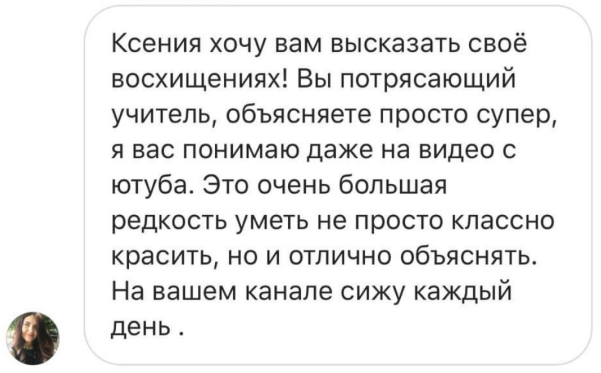 Ксения хочу вам высказать своё
восхищениях! Вы потрясающий
учитель, объясняете просто супер,
я вас понимаю даже на видео с
ютуба. Это очень большая
редкость уметь не просто классно
красить, но и отлично объяснять.
На вашем канале сижу каждый
день .